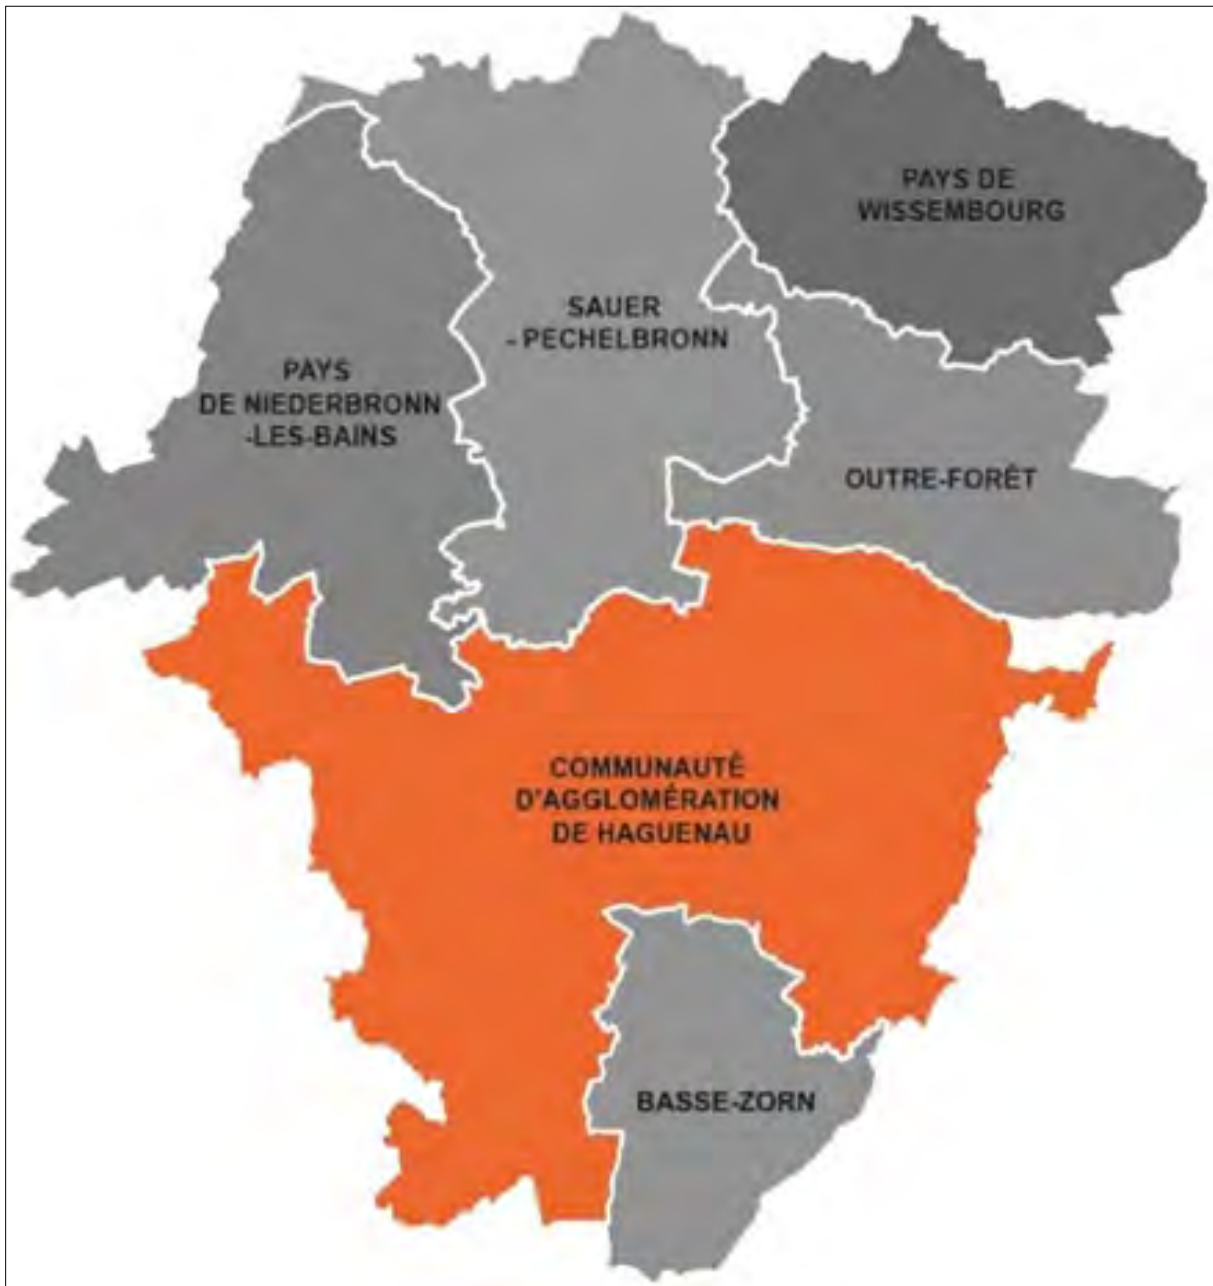 PAYS DE
WISSEMBOURG
SAUER
- PECHELBRONN
PAYS
DE NIEDERBRONN
-LES-BAINS
OUTRE-FORÊT
COMMUNAUTÉ
D'AGGLOMÉRATION
DE HAGUENAU
BASSE-ZORN